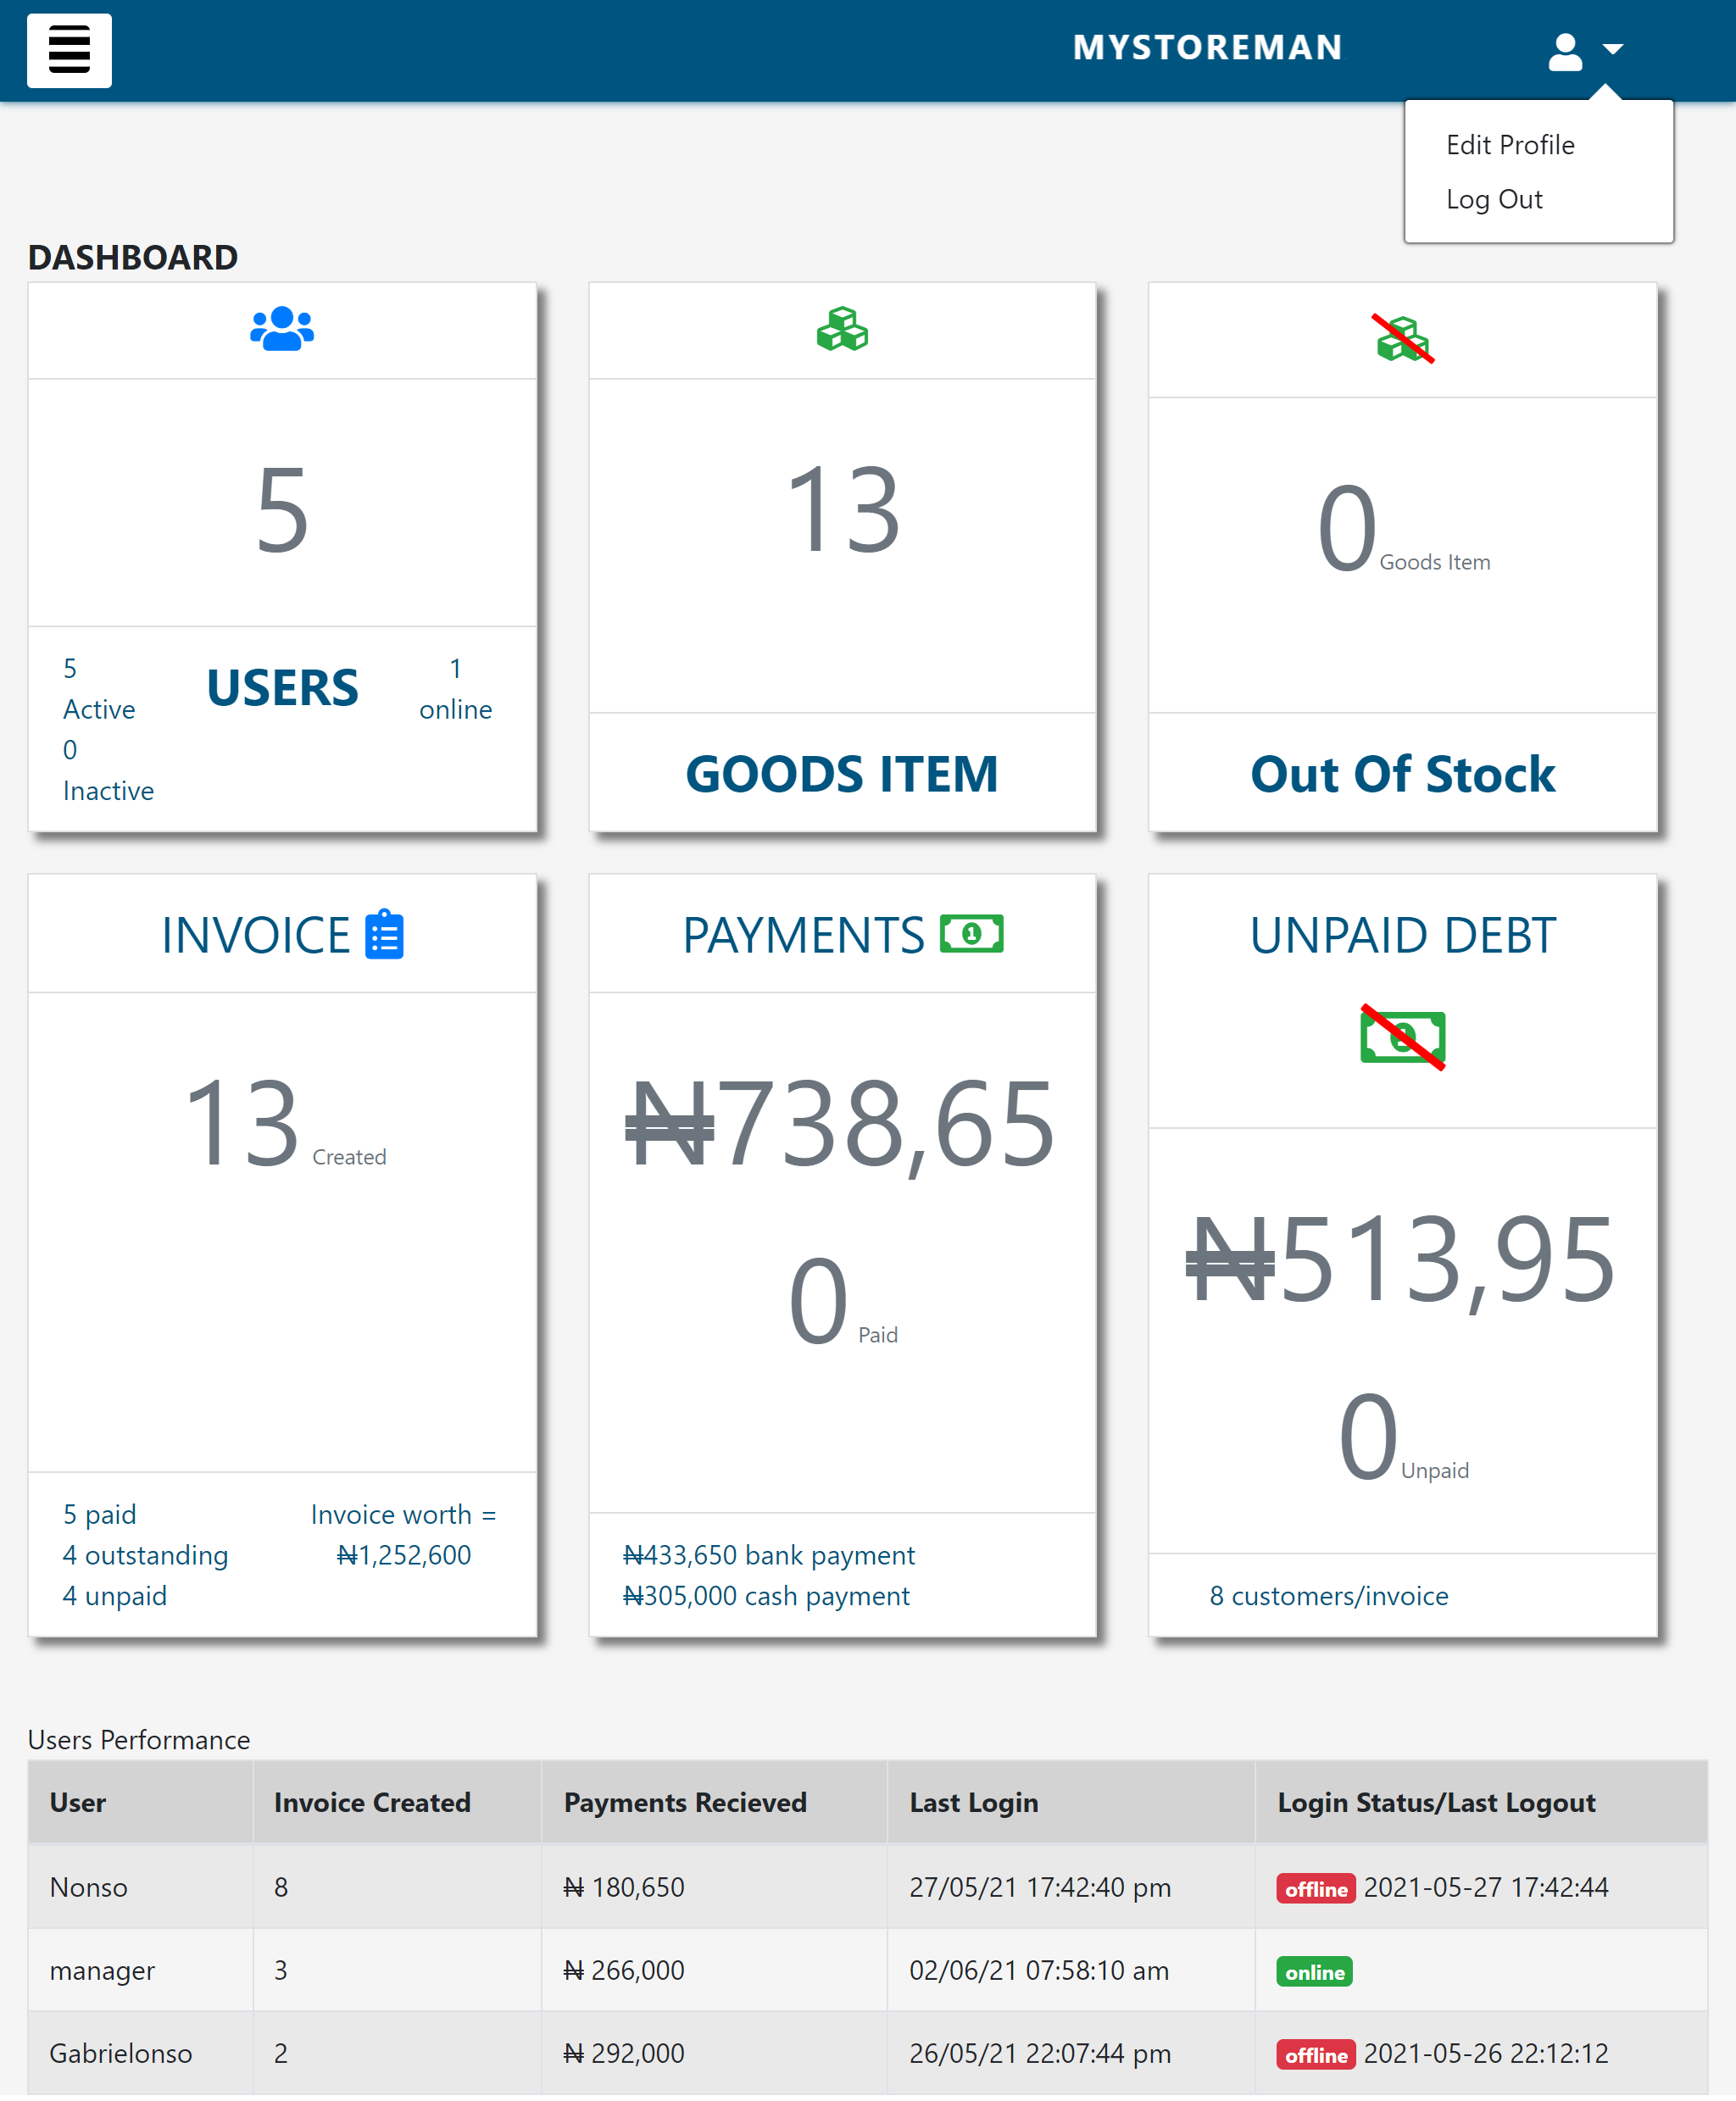 MYSTOREMAN
Edit Profile
Log Out
DASHBOARD
5
5
Active
0
Inactive
USERS
1
online
13
GOODS ITEM
0 Goods Item
Out Of Stock
INVOICE
13 Created
5 paid
4 outstanding
4 unpaid
Invoice worth =
₦1,252,600
PAYMENTS 1
₦738,65
0 Paid
₦433,650 bank payment
₦305,000 cash payment
UNPAID DEBT
1
₦513,95
0 Unpaid
8 customers/invoice
Users Performance
User Invoice Created Payments Recieved Last Login Login Status/Last Logout
Nonso 8 ₦ 180,650 27/05/21 17:42:40 pm offline 2021-05-27 17:42:44
manager 3 ₦ 266,000 02/06/21 07:58:10 am online
Gabrielonso 2 ₦ 292,000 26/05/21 22:07:44 pm offline 2021-05-26 22:12:12